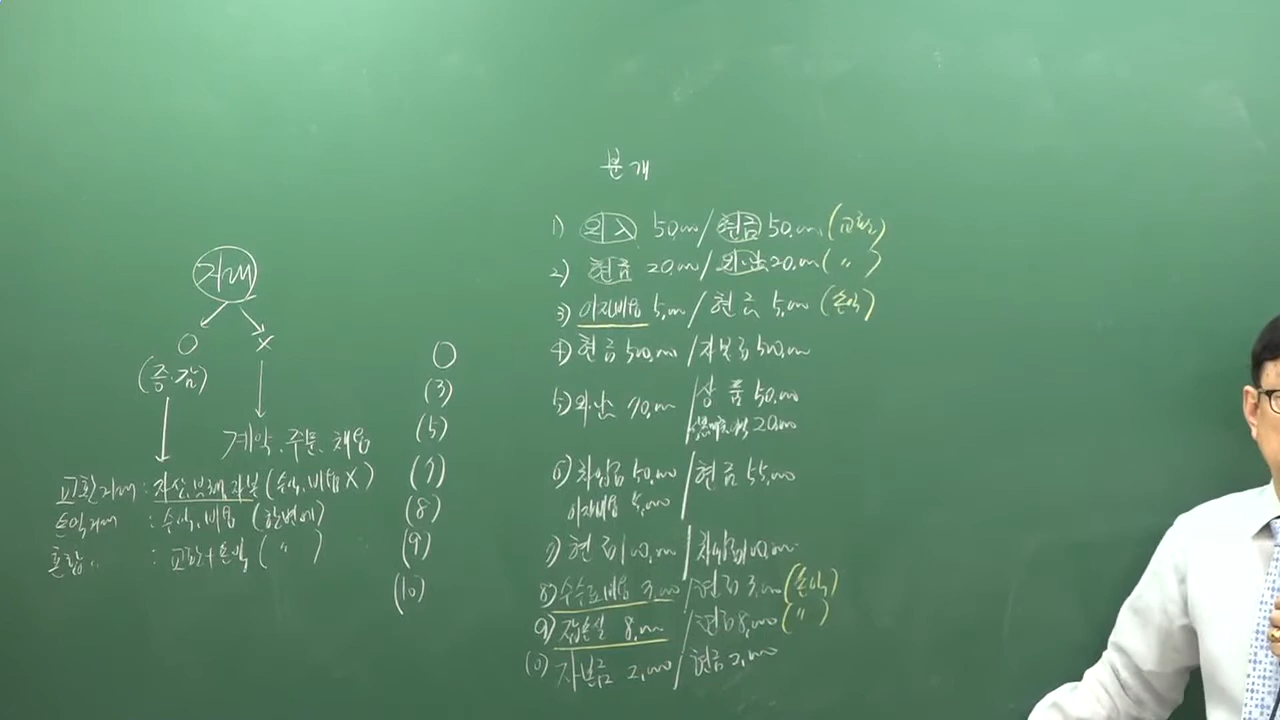 분개
1) 외入 50,000/현금 50,000 (교환)
2) 현금 20,000/외.난 20,000 ( 〃 )
3) 이자비용 5,000/현금 5,000 (손익)
4) 현금 500,000/자본금 500,000
5) 외.난 70,000/상품 50,000
20,000
6) 차입금 50,000/현금 55,000
이자비용 5,000
7) 현금 100,000/차입금 100,000
8) 수수료비용 3,000/현금 3,000 (손익)
9) 잡손실 8,000/현금 8,000 ( 〃 )
(10) 자본금 2,000/현금 2,000
거래
○ ×
(증.감)
계약.주문.채용
교환거래 : 자산.부채.자본 (수익.비용 X)
손익거래 : 수익.비용 (한번에)
혼합 〃 : 교환+손익 ( 〃 )
○
(3)
(5)
(7)
(8)
(9)
(10)